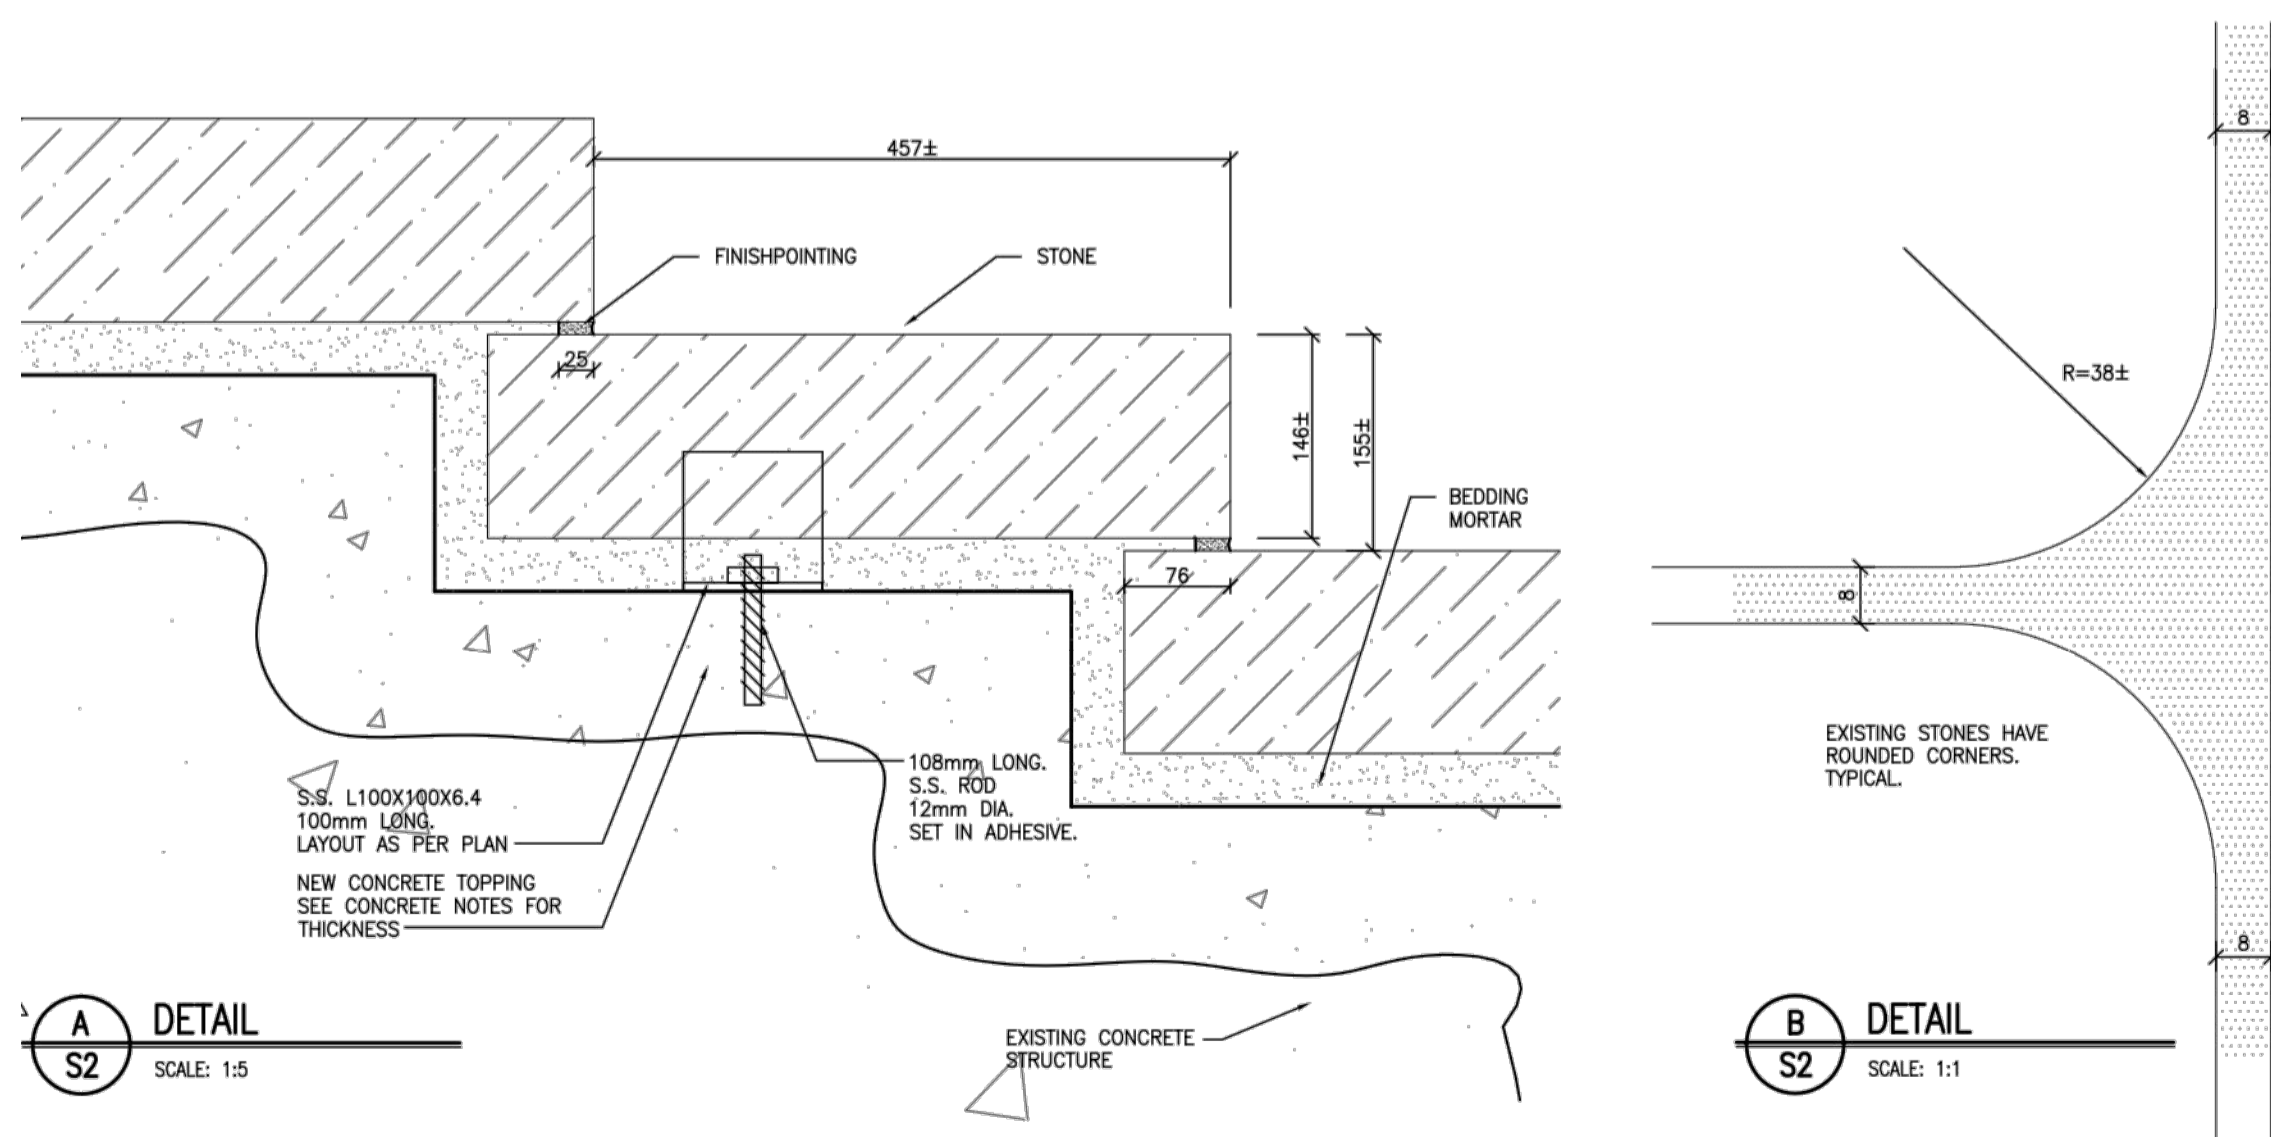 457±
FINISHPOINTING
STONE
25
146±
155±
BEDDING
MORTAR
76
108mm LONG.
S.S. ROD
12mm DIA.
SET IN ADHESIVE.
S.S. L100X100X6.4
100mm LONG.
LAYOUT AS PER PLAN
NEW CONCRETE TOPPING
SEE CONCRETE NOTES FOR
THICKNESS
EXISTING CONCRETE
STRUCTURE
A
S2
DETAIL
SCALE: 1:5
8
R=38±
8
EXISTING STONES HAVE
ROUNDED CORNERS.
TYPICAL.
8
B
S2
DETAIL
SCALE: 1:1